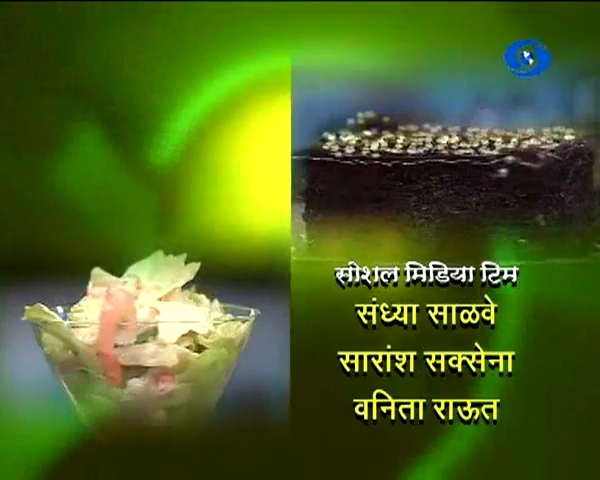 सोशल मिडिया टिम
संध्या साळवे
सारांश सक्सेना
वनिता राऊत